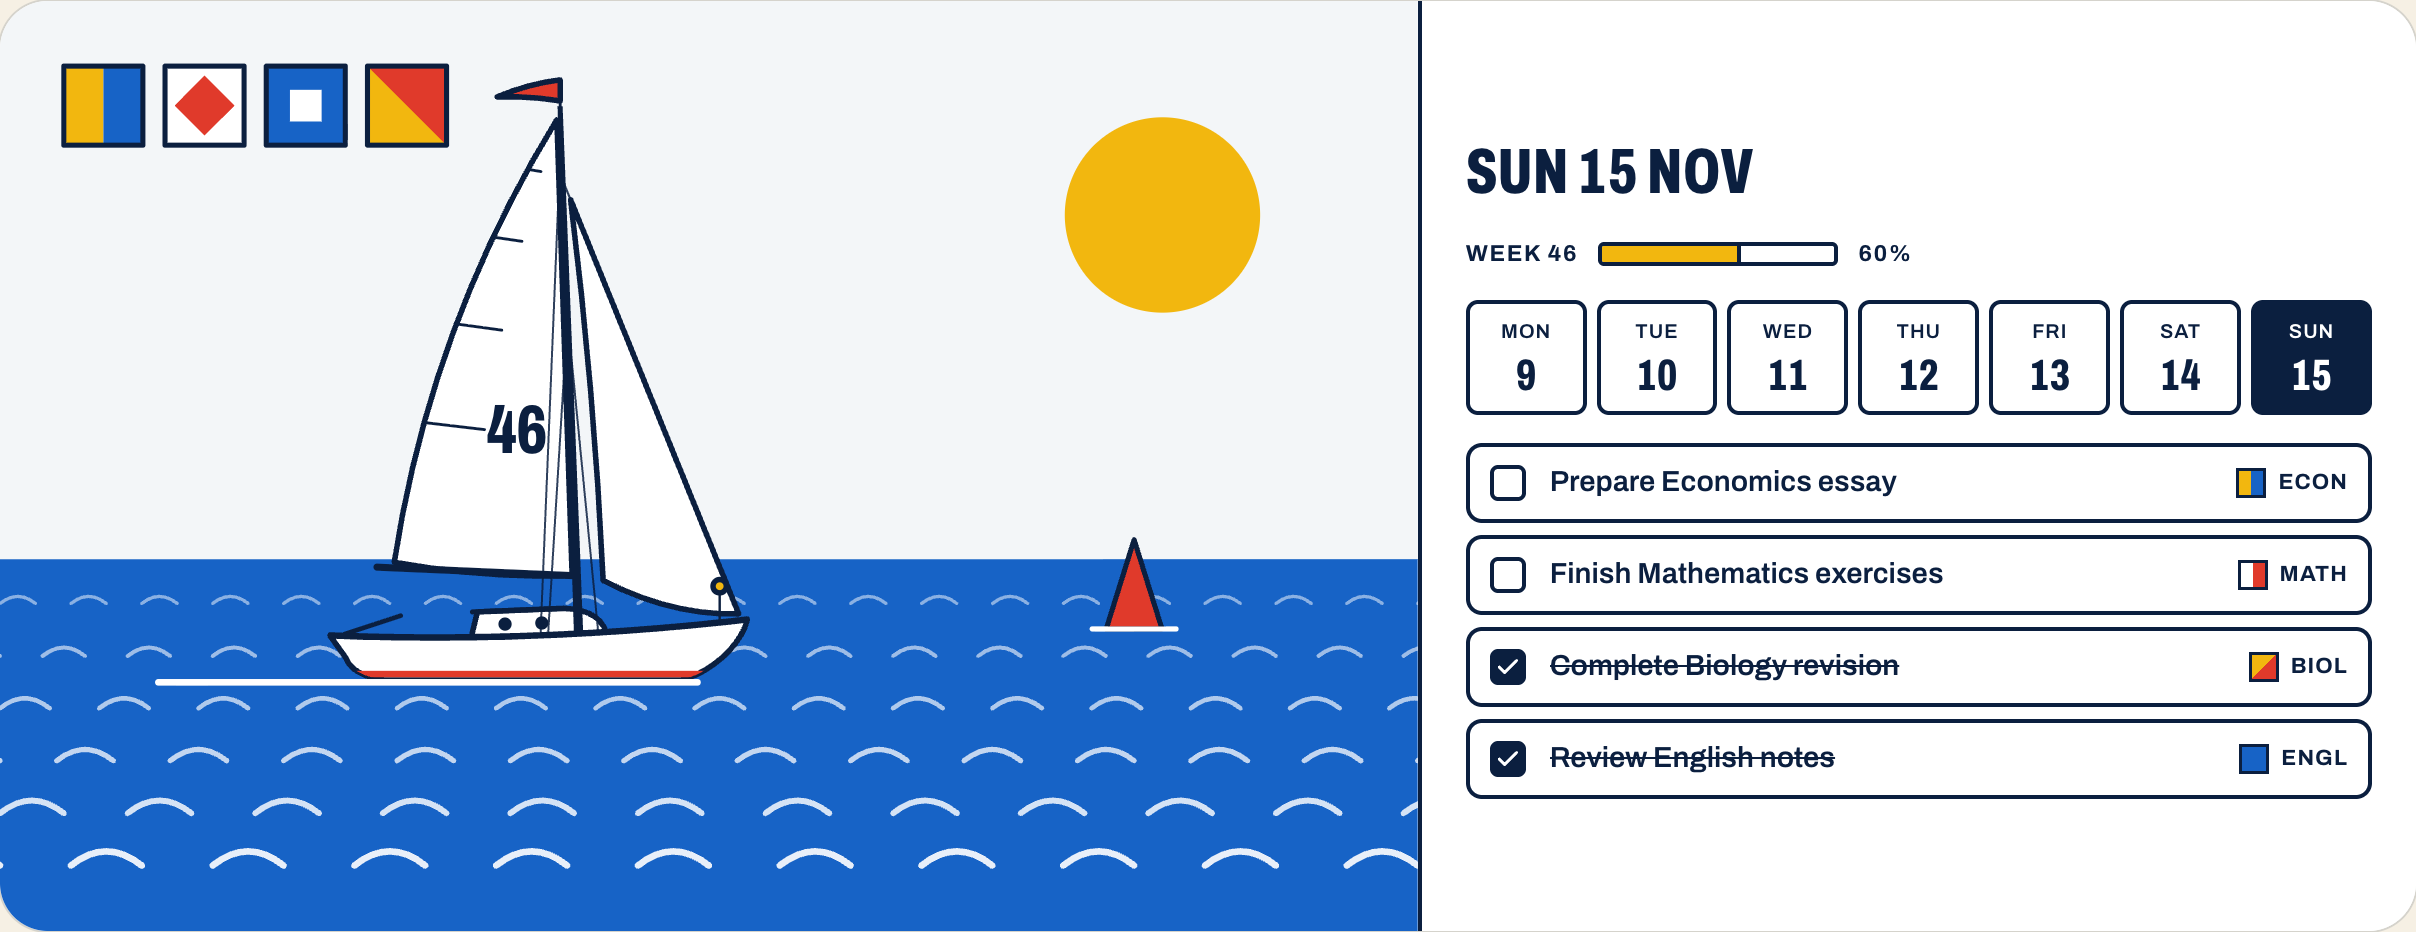 46
SUN 15 NOV
WEEK 46 60%
MON TUE WED THU FRI SAT SUN
9 10 11 12 13 14 15
Prepare Economics essay ECON
Finish Mathematics exercises MATH
Complete Biology revision BIOL
Review English notes ENGL